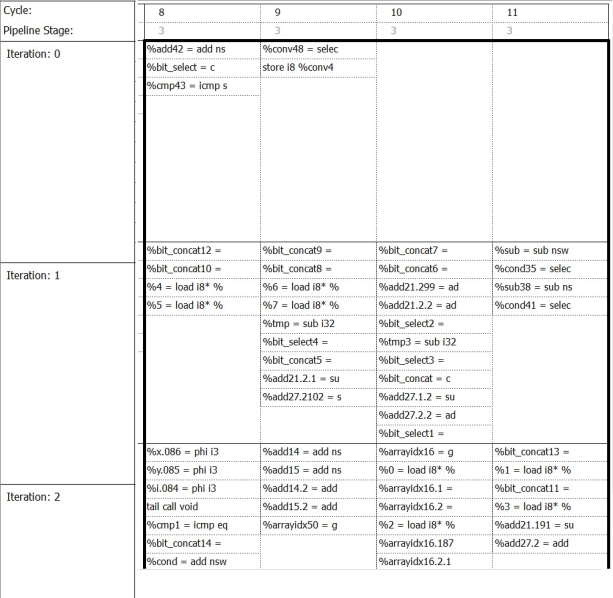 Cycle: 8 9 10 11
Pipeline Stage: 3 3 3 3
Iteration: 0
%add42 = add ns %conv48 = selec
%bit_select = c store i8 %conv4
%cmp43 = icmp s
%bit_concat12 = %bit_concat9 = %bit_concat7 = %sub = sub nsw
Iteration: 1
%bit_concat10 = %bit_concat8 = %bit_concat6 = %cond35 = selec
%4 = load i8* % %6 = load i8* % %add21.299 = ad %sub38 = sub ns
%5 = load i8* % %7 = load i8* % %add21.2.2 = ad %cond41 = selec
%tmp = sub i32 %bit_select2 =
%bit_select4 = %tmp3 = sub i32
%bit_concat5 = %bit_select3 =
%add21.2.1 = su %bit_concat = c
%add27.2102 = s %add27.1.2 = su
%add27.2.2 = ad
%bit_select1 =
%x.086 = phi i3 %add14 = add ns %arrayidx16 = g %bit_concat13 =
%y.085 = phi i3 %add15 = add ns %0 = load i8* % %1 = load i8* %
Iteration: 2
%i.084 = phi i3 %add14.2 = add %arrayidx16.1 = %bit_concat11 =
tail call void %add15.2 = add %arrayidx16.2 = %3 = load i8* %
%cmp1 = icmp eq %arrayidx50 = g %2 = load i8* % %add21.191 = su
%bit_concat14 = %arrayidx16.187 %add27.2 = add
%cond = add nsw %arrayidx16.2.1